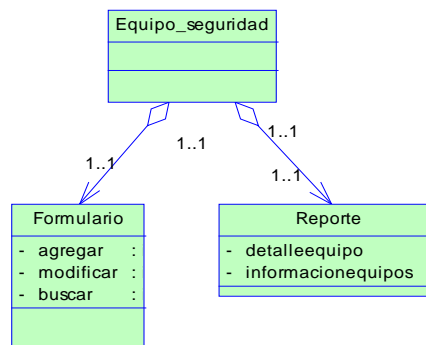 Equipo_seguridad
1..1
1..1
1..1
1..1
Formulario
- agregar :
- modificar :
- buscar :
Reporte
- detalleequipo
- informacionequipos